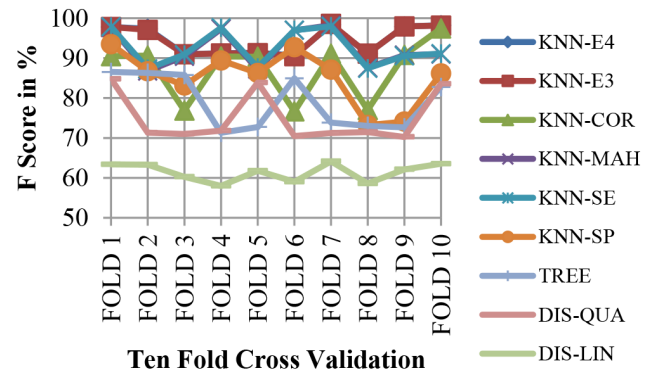 F Score in %
100
90
80
70
60
50
FOLD 1
FOLD 2
FOLD 3
FOLD 4
FOLD 5
FOLD 6
FOLD 7
FOLD 8
FOLD 9
FOLD 10
Ten Fold Cross Validation
KNN-E4
KNN-E3
KNN-COR
KNN-MAH
KNN-SE
KNN-SP
TREE
DIS-QUA
DIS-LIN